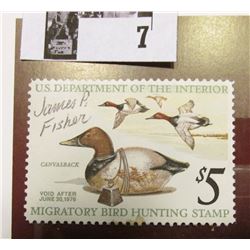 7
U.S. DEPARTMENT OF THE INTERIOR
James P.
Fisher
CANVASBACK
VOID AFTER
JUNE 30, 1976
$5
MIGRATORY BIRD HUNTING STAMP